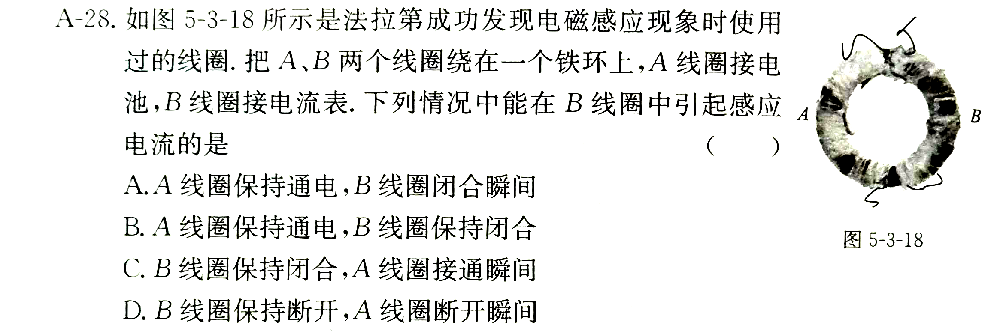 A-28. 如图 5-3-18 所示是法拉第成功发现电磁感应现象时使用
过的线圈. 把 A、B 两个线圈绕在一个铁环上,A 线圈接电
池,B 线圈接电流表. 下列情况中能在 B 线圈中引起感应
电流的是 (    )
A. A 线圈保持通电,B 线圈闭合瞬间
B. A 线圈保持通电,B 线圈保持闭合
C. B 线圈保持闭合,A 线圈接通瞬间
D. B 线圈保持断开,A 线圈断开瞬间
A
B
图 5-3-18